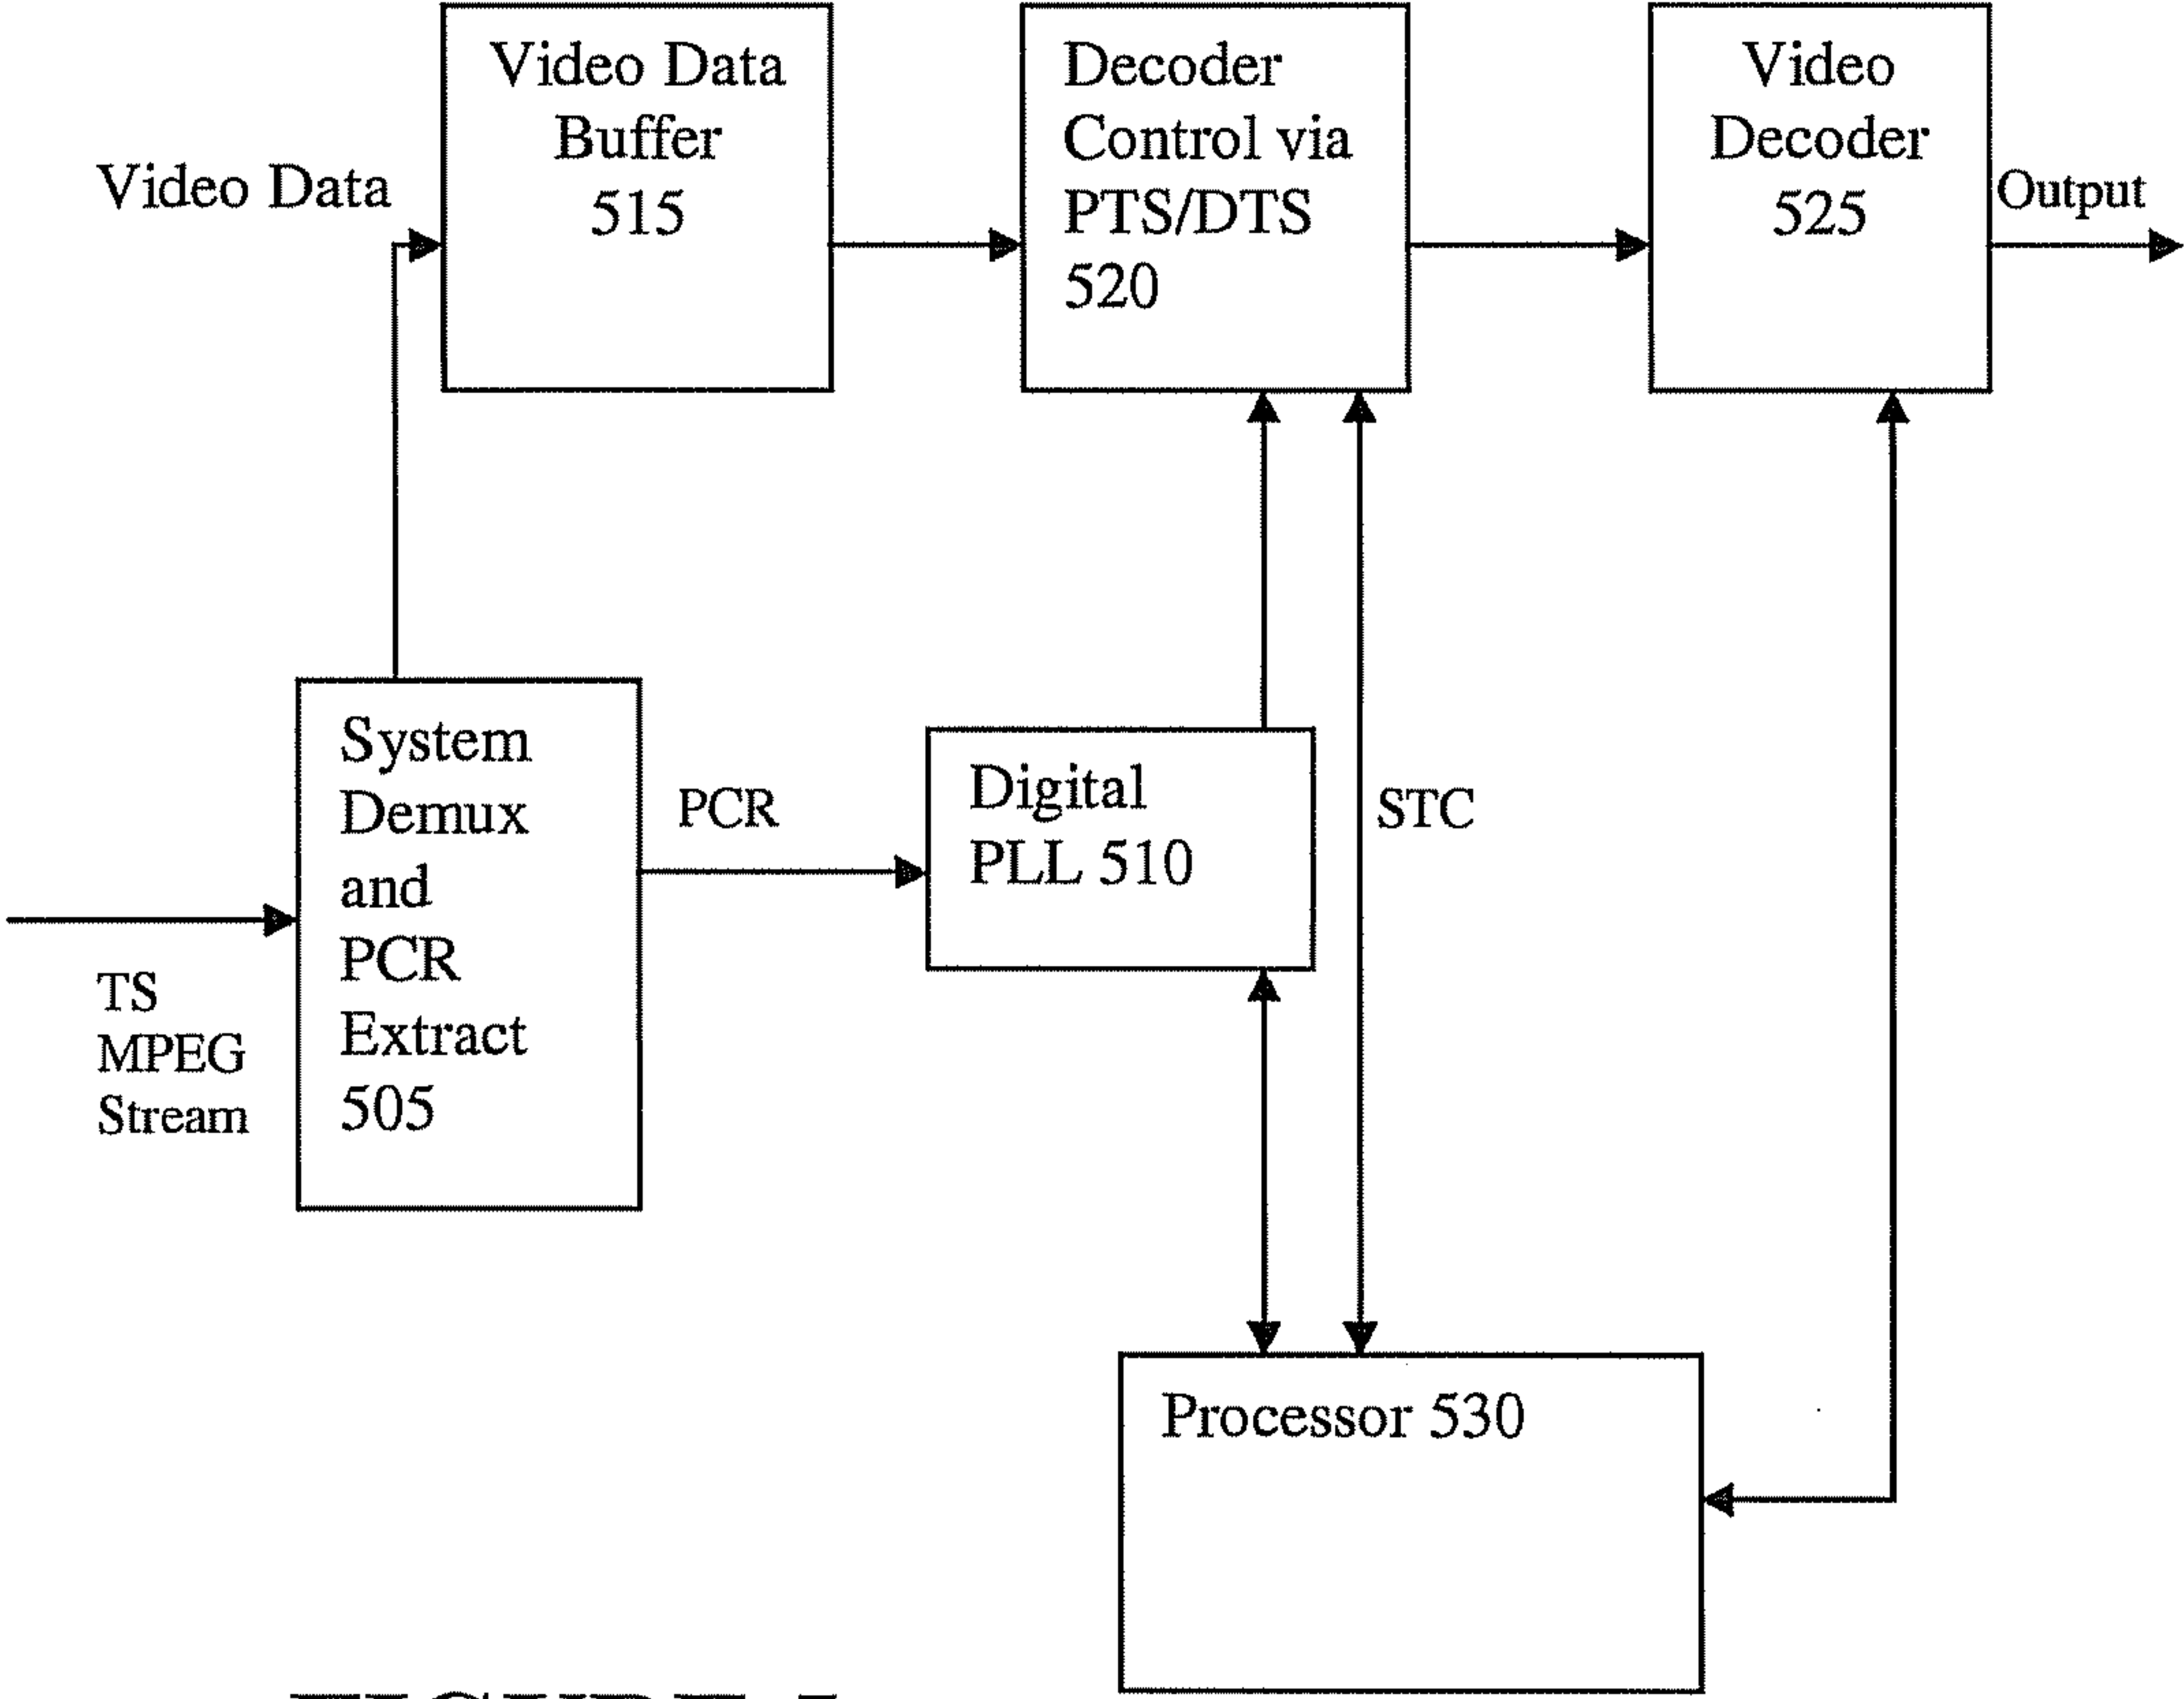 Video Data
Video Data
Buffer
515
Decoder
Control via
PTS/DTS
520
Video
Decoder
525
Output
System
Demux
and
PCR
Extract
505
PCR
Digital
PLL 510
STC
TS
MPEG
Stream
Processor 530